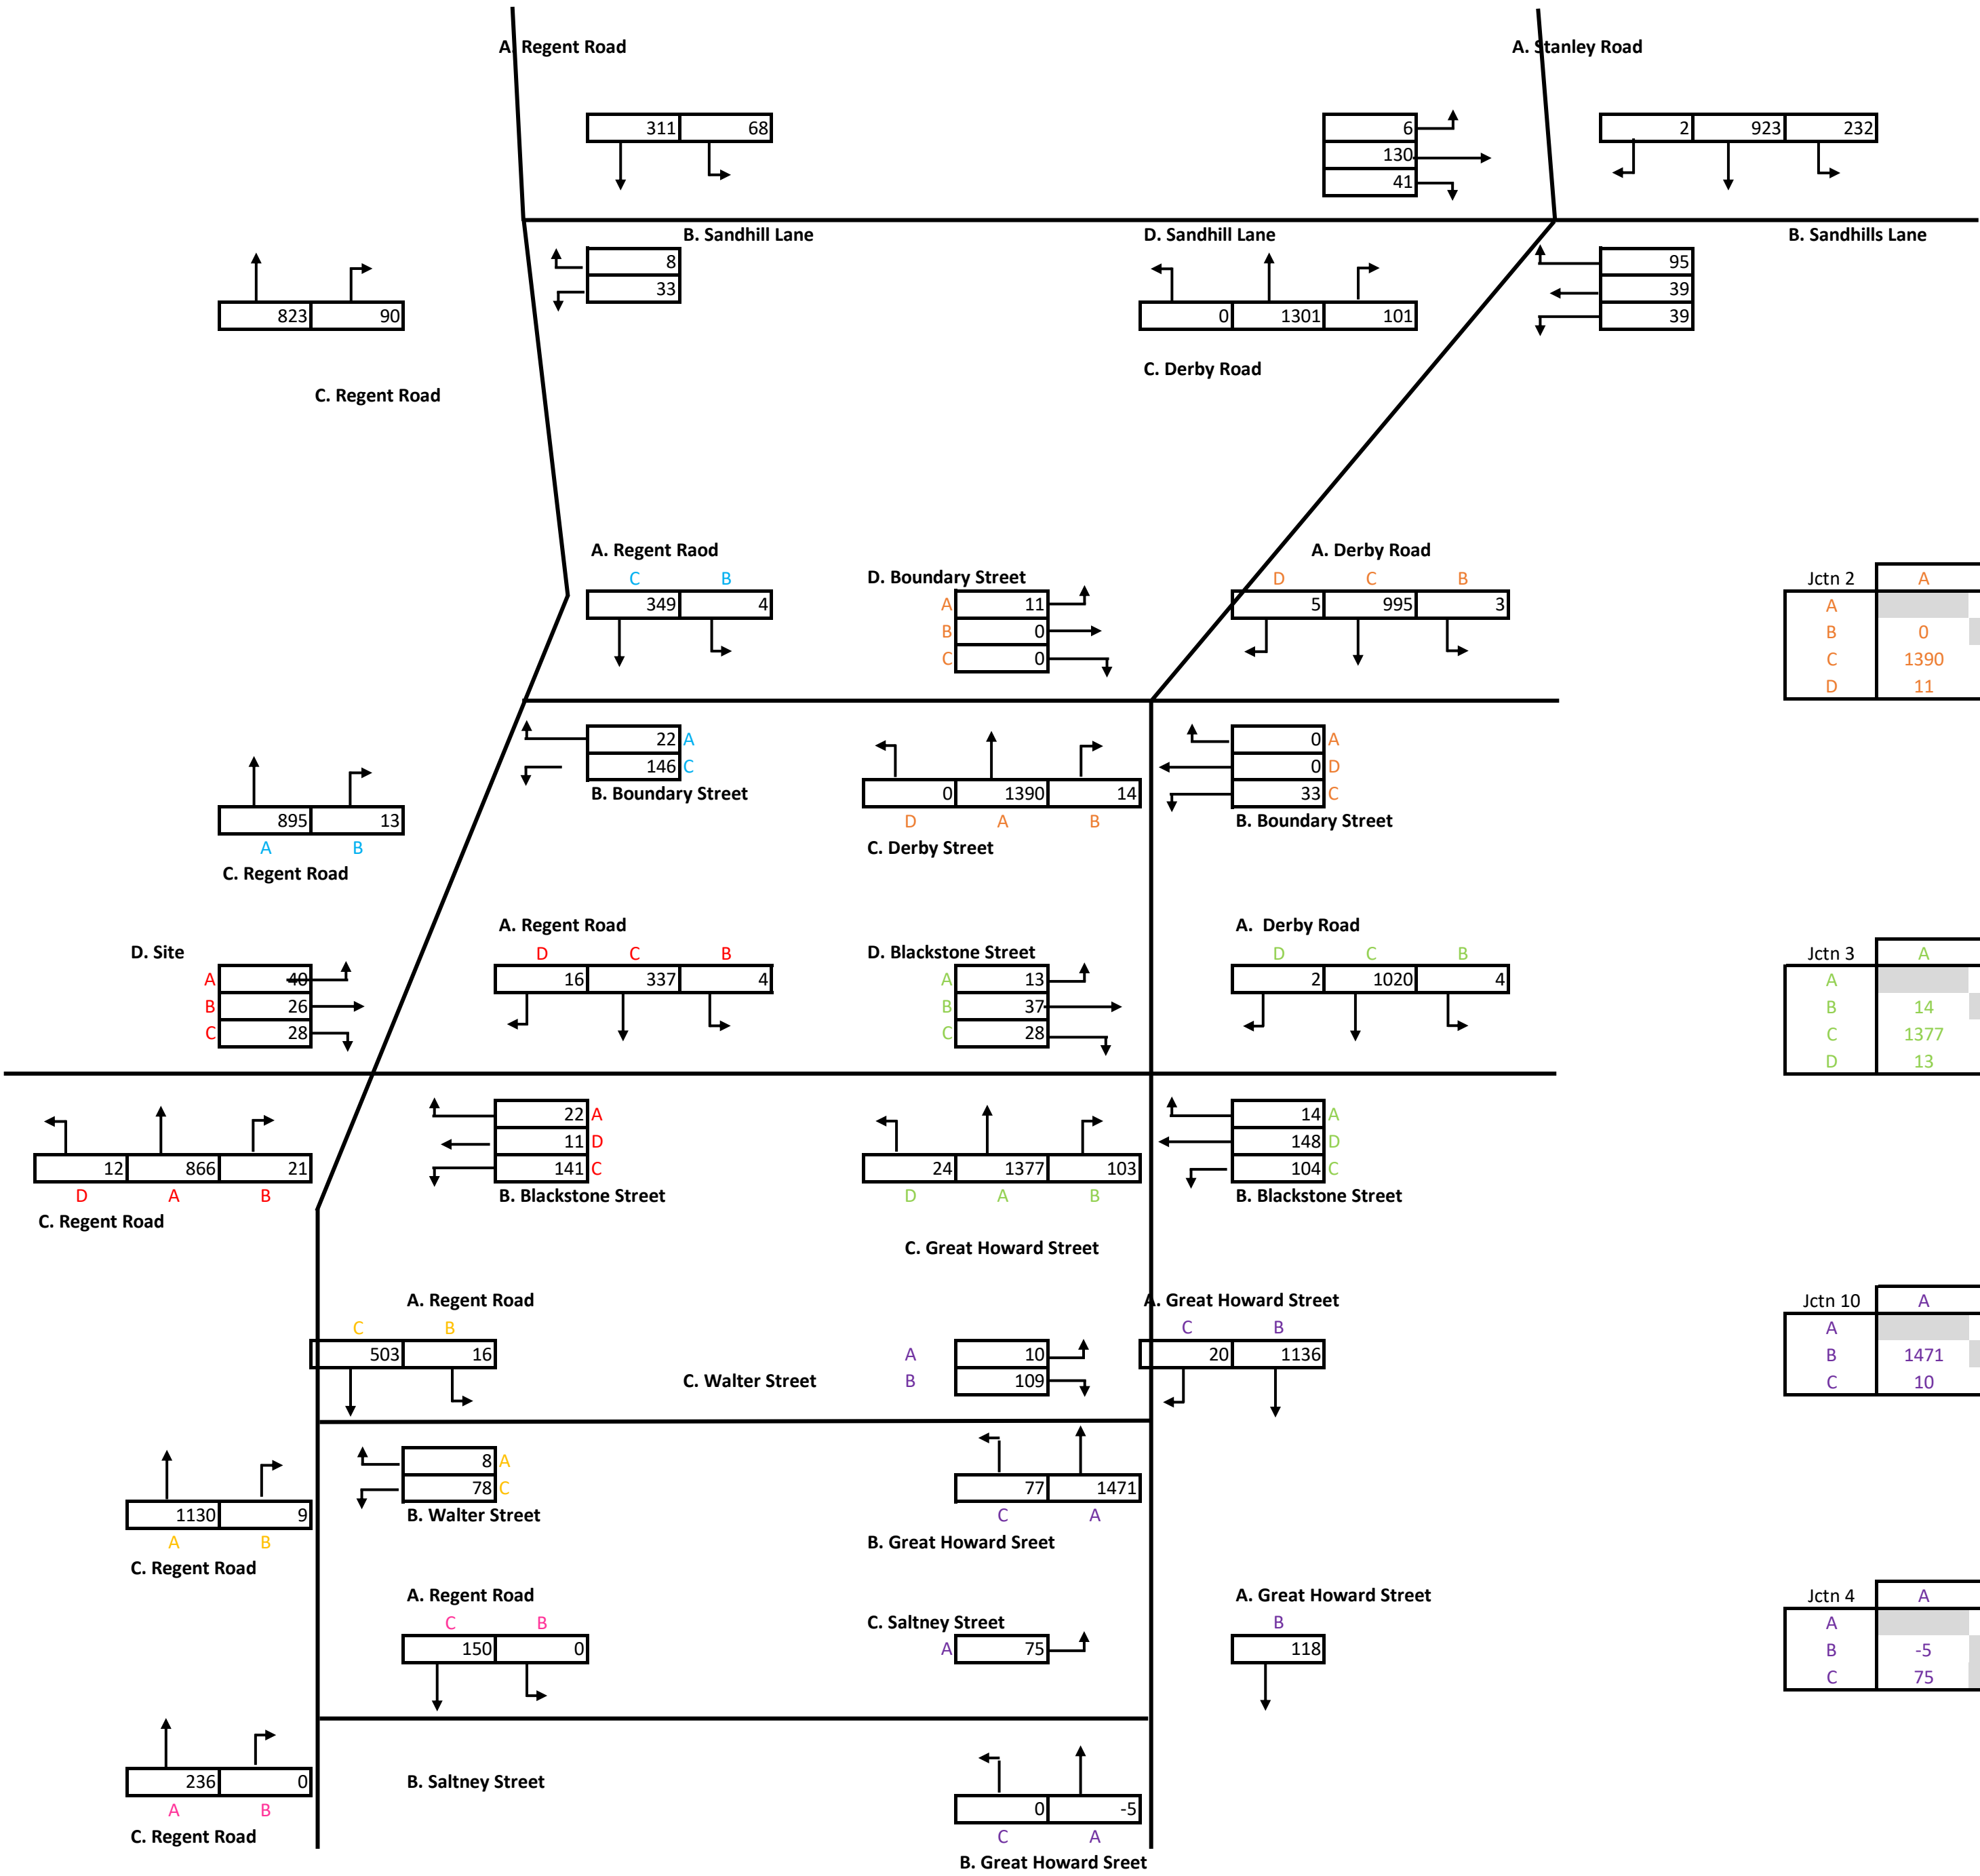 A. Regent Road
A. Stanley Road
311 68
6
130
41
2 923 232
B. Sandhill Lane
D. Sandhill Lane
B. Sandhills Lane
8
33
95
39
39
823 90
0 1301 101
C. Derby Road
C. Regent Road
A. Regent Raod
C B
349 4
D. Boundary Street
A 11
B 0
C 0
A. Derby Road
D C B
5 995 3
Jctn 2 A
A
B 0
C 1390
D 11
22 A
146 C
B. Boundary Street
0 1390 14
D A B
C. Derby Street
0 A
0 D
33 C
B. Boundary Street
895 13
A B
C. Regent Road
D. Site
A 40
B 26
C 28
A. Regent Road
D C B
16 337 4
D. Blackstone Street
A 13
B 37
C 28
A. Derby Road
D C B
2 1020 4
Jctn 3 A
A
B 14
C 1377
D 13
12 866 21
D A B
C. Regent Road
22 A
11 D
141 C
B. Blackstone Street
24 1377 103
D A B
C. Great Howard Street
14 A
148 D
104 C
B. Blackstone Street
A. Regent Road
C B
503 16
C. Walter Street
A 10
B 109
A. Great Howard Street
C B
20 1136
Jctn 10 A
A
B 1471
C 10
8 A
78 C
B. Walter Street
77 1471
C A
B. Great Howard Sreet
1130 9
A B
C. Regent Road
A. Regent Road
C B
150 0
C. Saltney Street
A 75
A. Great Howard Street
B
118
Jctn 4 A
A
B -5
C 75
236 0
A B
C. Regent Road
B. Saltney Street
0 -5
C A
B. Great Howard Sreet